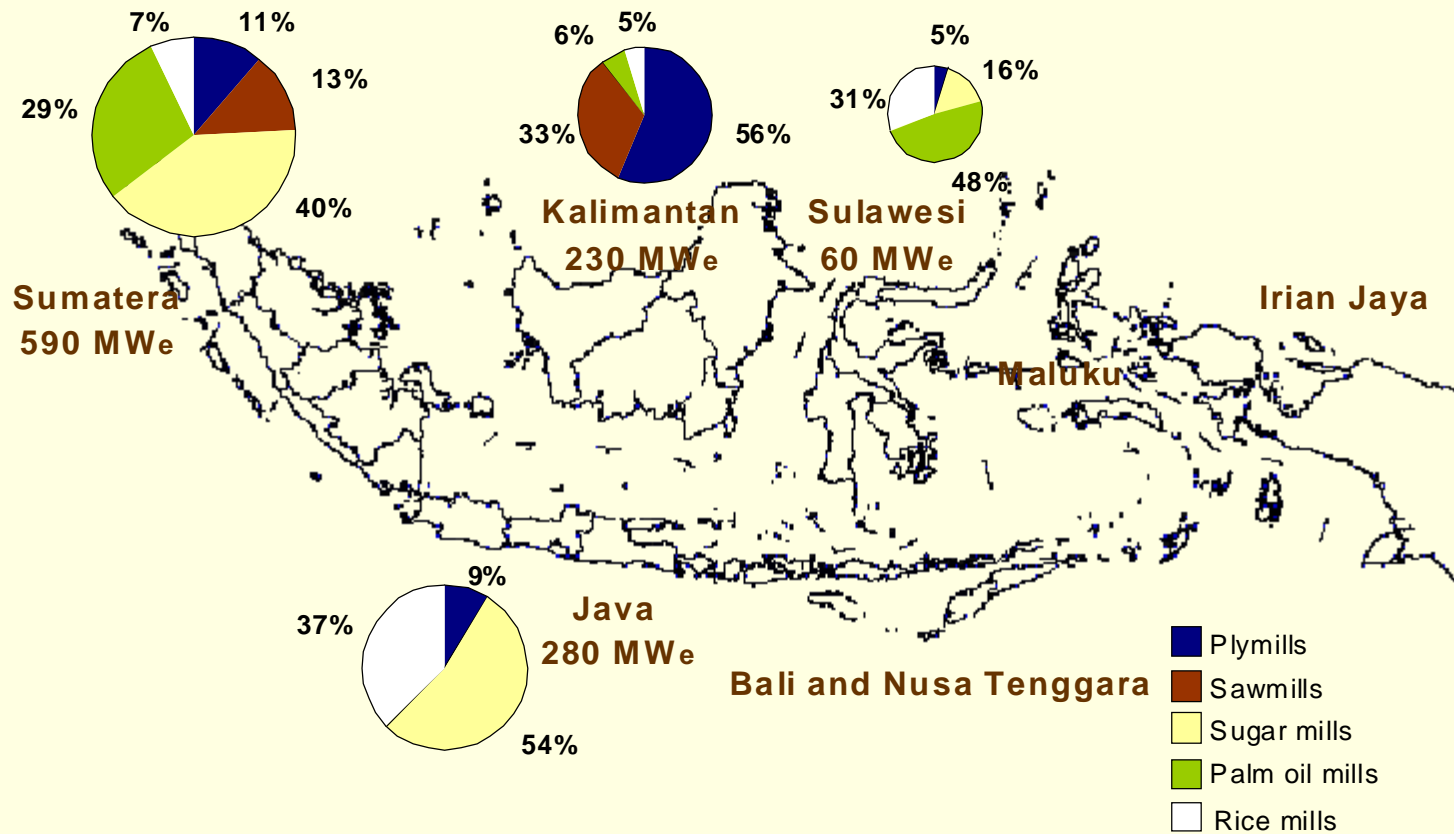 7%
11%
13%
29%
40%
6%
5%
33%
56%
5%
16%
31%
48%
Kalimantan
230 MWe
Sulawesi
60 MWe
Sumatera
590 MWe
Irian Jaya
Maluku
9%
37%
54%
Java
280 MWe
Bali and Nusa Tenggara
Plymills
Sawmills
Sugar mills
Palm oil mills
Rice mills